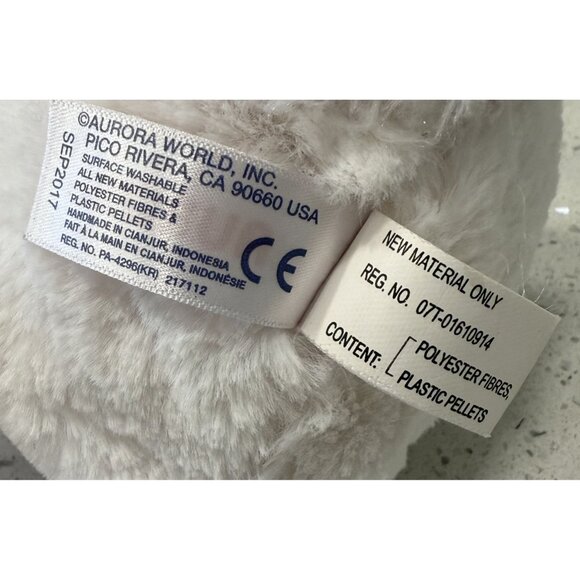 ©AURORA WORLD, INC.
PICO RIVERA, CA 90660 USA
SURFACE WASHABLE
ALL NEW MATERIALS
POLYESTER FIBRES &
PLASTIC PELLETS
HANDMADE IN CIANJUR, INDONESIA
FAIT À LA MAIN EN CIANJUR, INDONÉSIE
REG. NO. PA-4296(KR) 217112
SEP2017
CE
NEW MATERIAL ONLY
REG. NO. 07T-01610914
CONTENT: POLYESTER FIBRES,
PLASTIC PELLETS